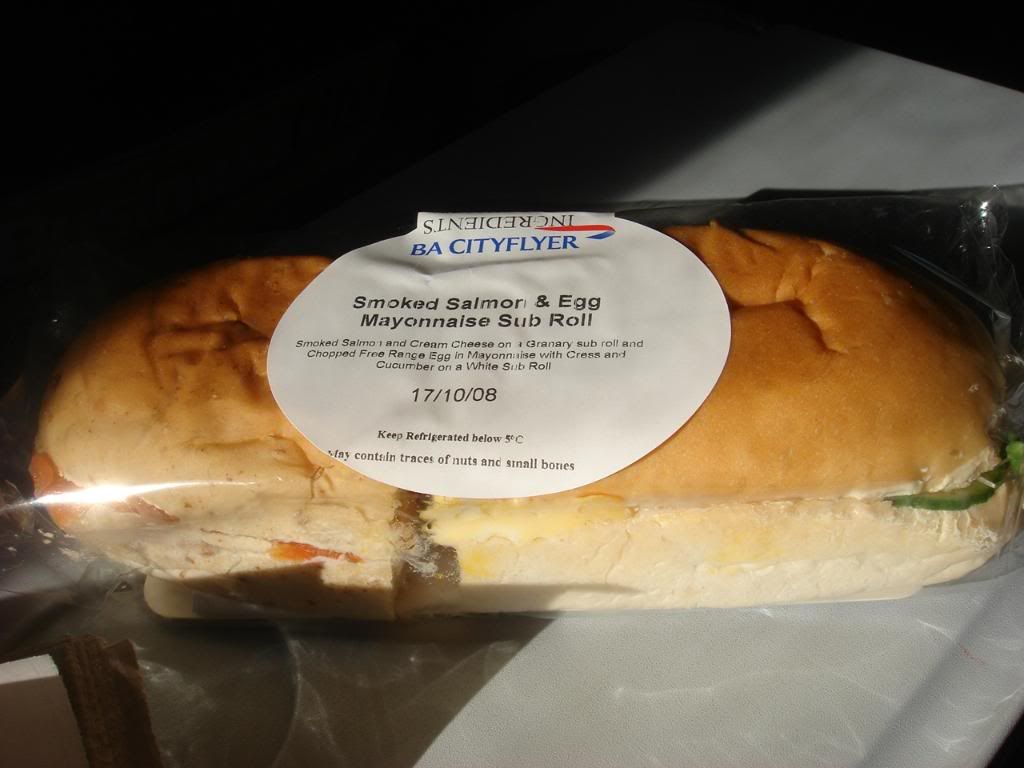 INGREDIENTS
BA CITYFLYER
Smoked Salmon & Egg
Mayonnaise Sub Roll
Smoked Salmon and Cream Cheese on a Granary sub roll and
Chopped Free Range Egg in Mayonnaise with Cress and
Cucumber on a White Sub Roll
17/10/08
Keep Refrigerated below 5°C
May contain traces of nuts and small bones